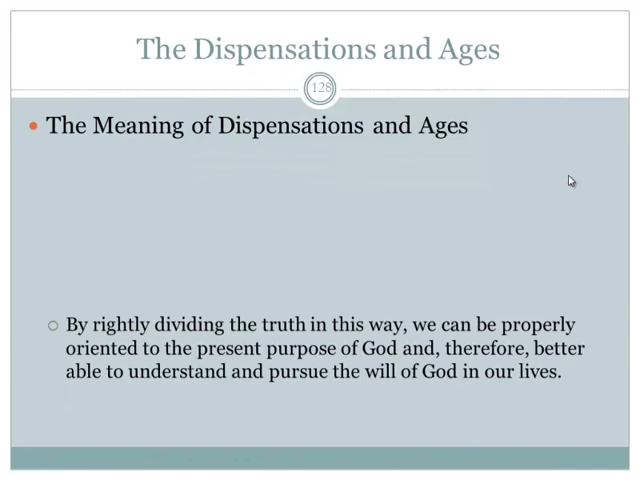 The Dispensations and Ages
128
The Meaning of Dispensations and Ages
By rightly dividing the truth in this way, we can be properly
oriented to the present purpose of God and, therefore, better
able to understand and pursue the will of God in our lives.